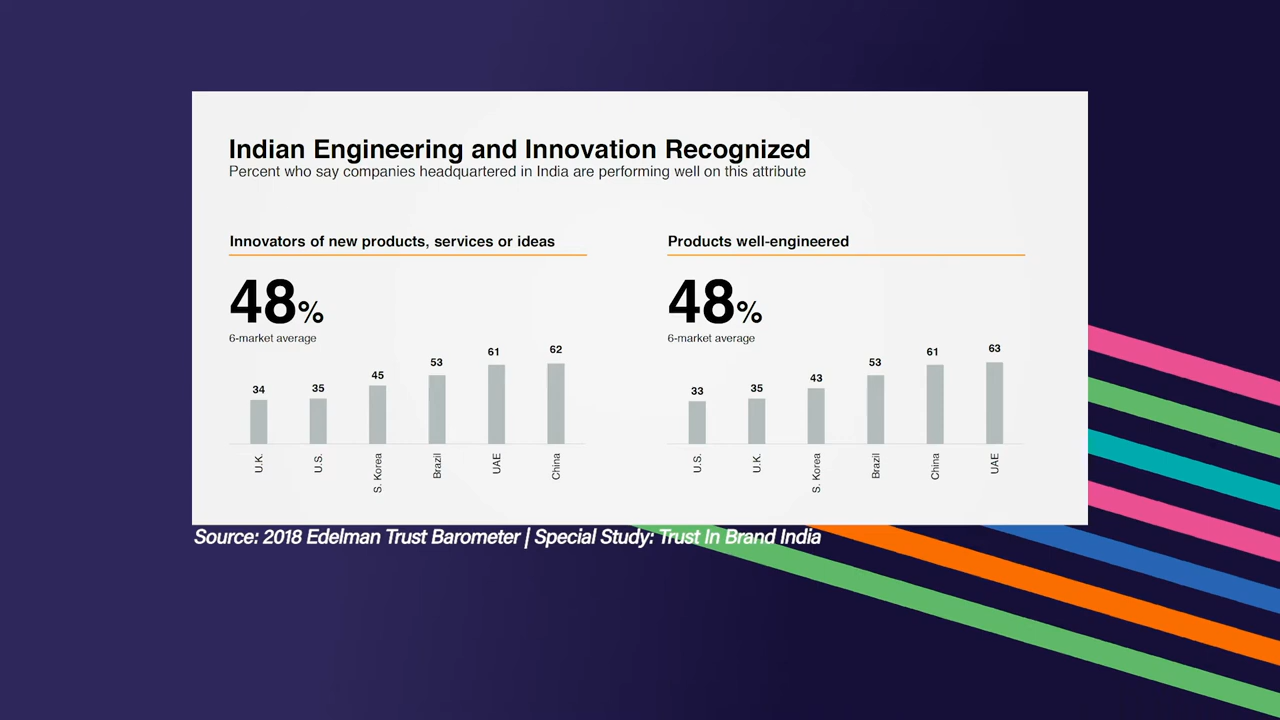 Indian Engineering and Innovation Recognized
Percent who say companies headquartered in India are performing well on this attribute
Innovators of new products, services or ideas
48%
6-market average
34
35
45
53
61
62
U.K.
U.S.
S. Korea
Brazil
UAE
China
Products well-engineered
48%
6-market average
33
35
43
53
61
63
U.S.
U.K.
S. Korea
Brazil
China
UAE
Source: 2018 Edelman Trust Barometer | Special Study: Trust In Brand India